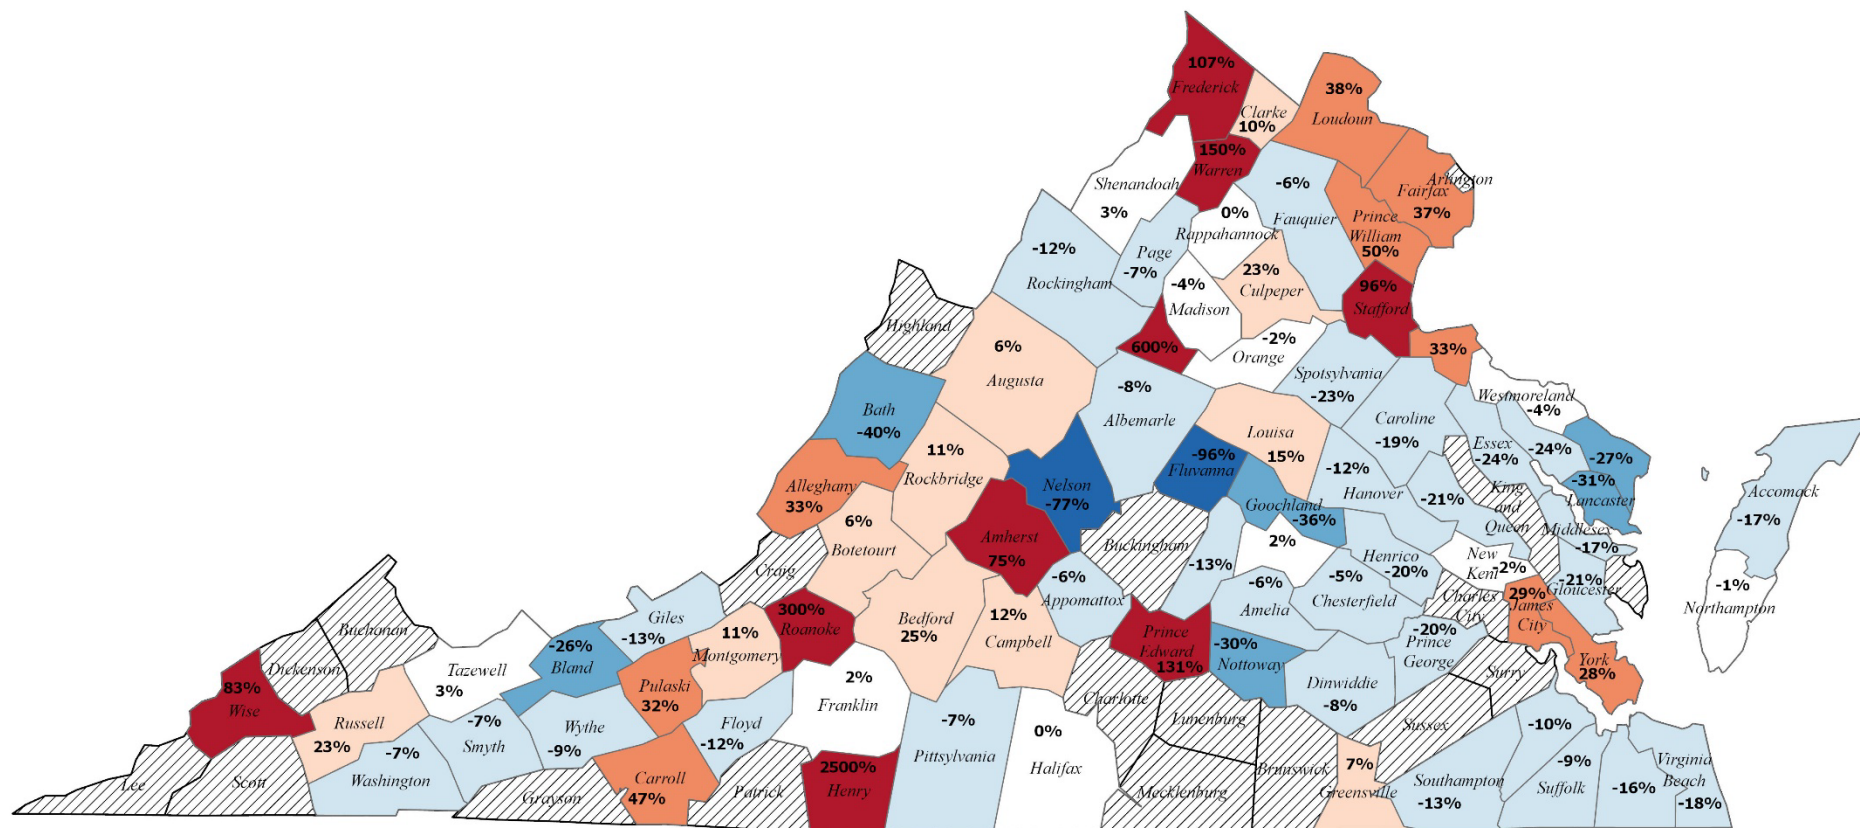 107%
Frederick
38%
Loudoun
Clarke
10%
150%
Warren
Shenandoah
3%
-6%
Fauquier
Arlington
Fairfax
37%
0%
Rappahannock
Prince
William
50%
-12%
Rockingham
Page
-7%
23%
Culpeper
-4%
Madison
96%
Stafford
Highland
600%
-2%
Orange
33%
6%
Augusta
Spotsylvania
-23%
-8%
Albemarle
Westmoreland
-4%
Bath
-40%
Caroline
-19%
Louisa
15%
Essex
-24%
-24%
-27%
11%
Rockbridge
-96%
Fluvanna
-12%
Hanover
-31%
Lancaster
Alleghany
33%
Nelson
-77%
Goochland
-36%
-21%
King
and
Queen
Accomack
-17%
6%
Botetourt
Amherst
75%
Buckingham
2%
Middlesex
-17%
Craig
-13%
Henrico
-20%
New
Kent
-2%
-6%
Appomattox
-6%
Amelia
-5%
Chesterfield
-21%
Gloucester
-1%
Northampton
Charles
City
29%
James
City
Giles
-13%
300%
Roanoke
Bedford
25%
12%
Campbell
Buchanan
11%
Montgomery
Prince
Edward
131%
-30%
Nottoway
-20%
Prince
George
-26%
Bland
Dickenson
Tazewell
3%
York
28%
Surry
83%
Wise
Pulaski
32%
2%
Franklin
Charlotte
Dinwiddie
-8%
Russell
23%
-7%
Smyth
Wythe
-9%
Floyd
-12%
-7%
Pittsylvania
0%
Halifax
Lunenburg
Sussex
-10%
-7%
Washington
Lee
Scott
Grayson
Carroll
47%
Patrick
2500%
Henry
Mecklenburg
Brunswick
7%
Greensville
Southampton
-13%
-9%
Suffolk
-16%
Virginia
Beach
-18%